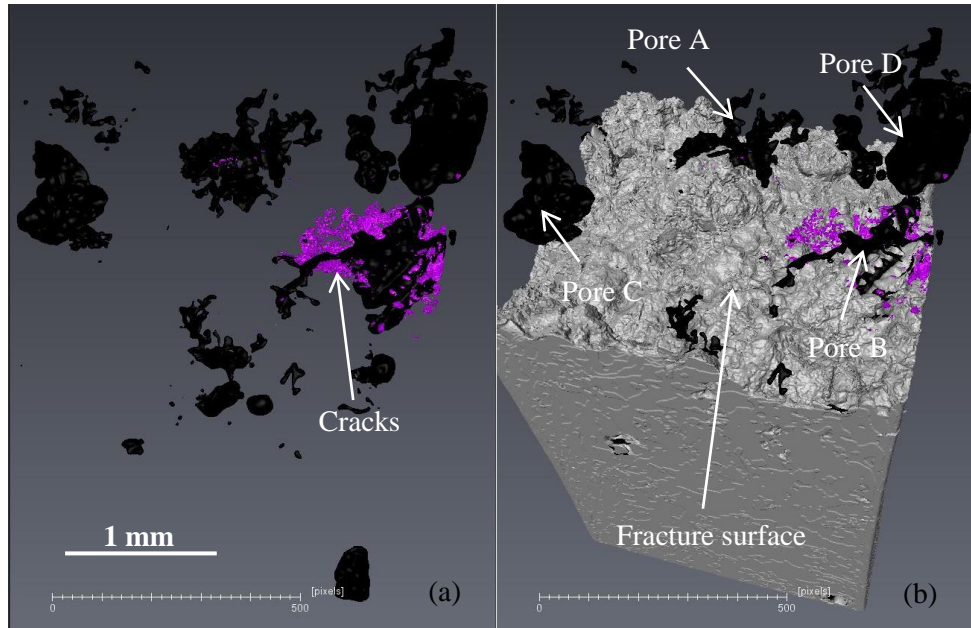 Cracks
1 mm
[pixels]
0
500
(a)
Pore A
Pore D
Pore C
Pore B
Fracture surface
[pixels]
0
500
(b)